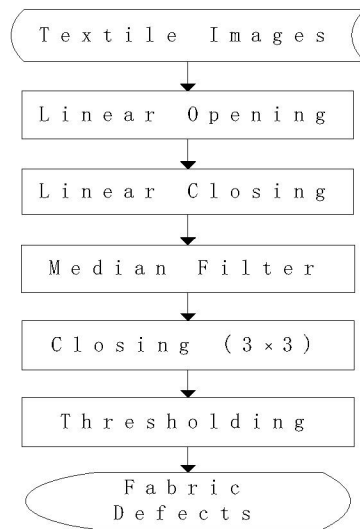 Textile Images
Linear Opening
Linear Closing
Median Filter
Closing (3×3)
Thresholding
Fabric
Defects